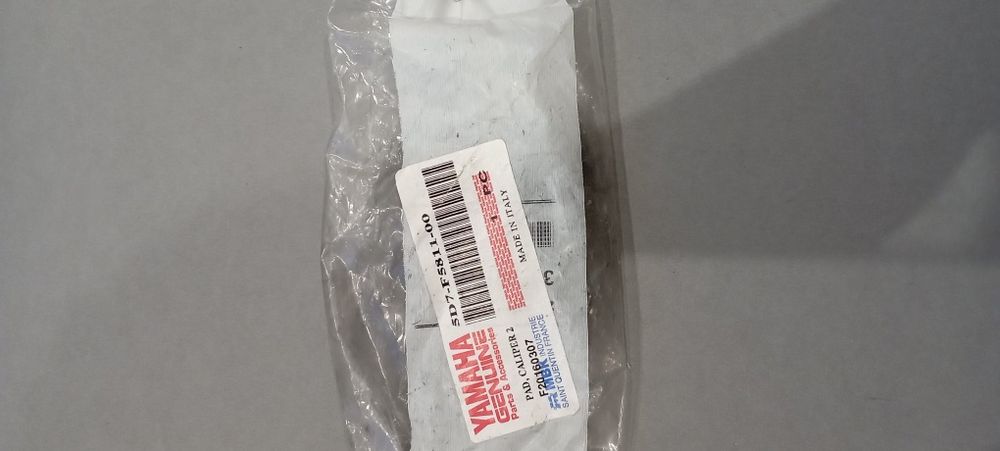 YAMAHA
GENUINE
Parts & Accessories
5D7-F5811-00
PAD, CALIPER 2
1 PC
F20160307
MADE IN ITALY
MBK INDUSTRIE
SAINT QUENTIN FRANCE